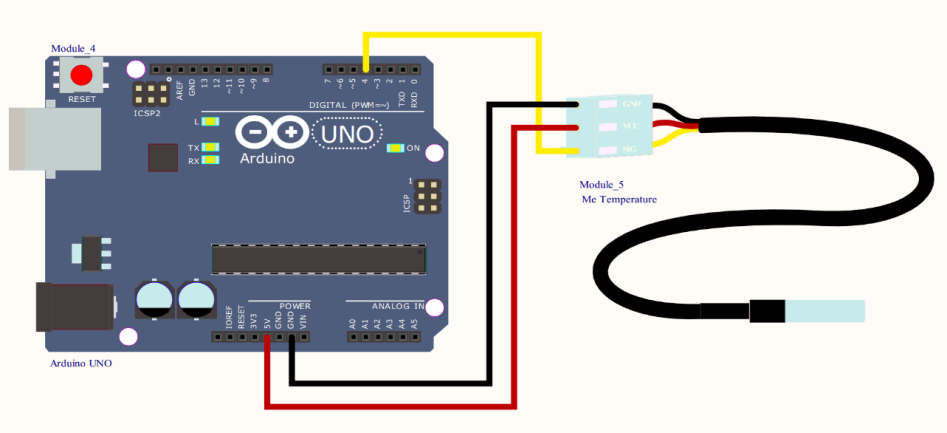 Module_4
RESET
ICSP2
AREF
GND
13
12
~11
~10
~9
8
7
~6
~5
4
~3
2
TXD 1
RXD 0
DIGITAL (PWM=~)
L
TX
RX
UNO
Arduino
ON
1
ICSP
GND
VCC
SIG
Module_5
Me Temperature
POWER
ANALOG IN
IOREF
RESET
3V3
5V
GND
GND
VIN
A0
A1
A2
A3
A4
A5
Arduino UNO